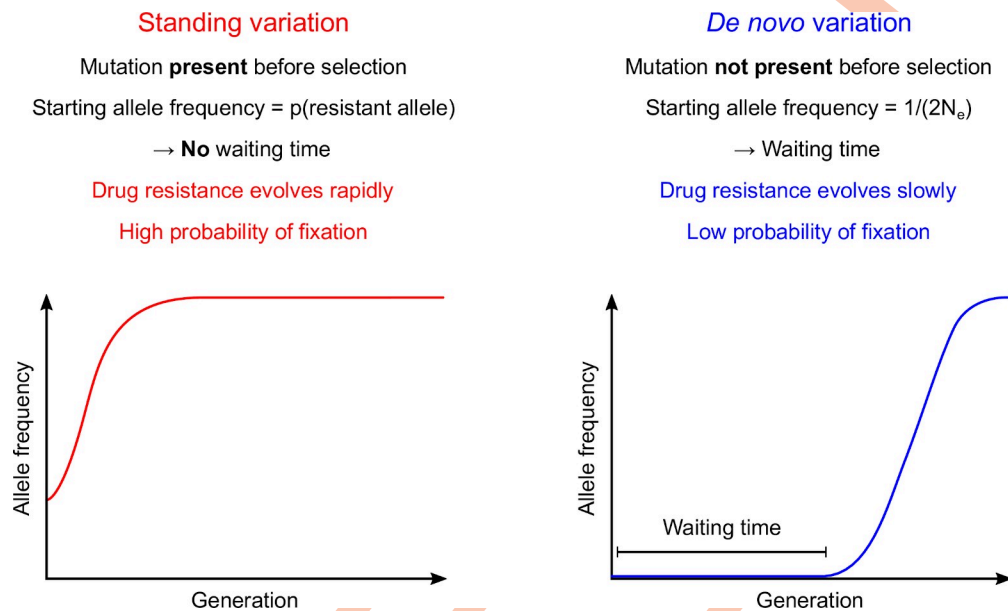 Standing variation
Mutation present before selection
Starting allele frequency = p(resistant allele)
→ No waiting time
Drug resistance evolves rapidly
High probability of fixation
Allele frequency
Generation
De novo variation
Mutation not present before selection
Starting allele frequency = 1/(2Nₑ)
→ Waiting time
Drug resistance evolves slowly
Low probability of fixation
Allele frequency
Waiting time
Generation